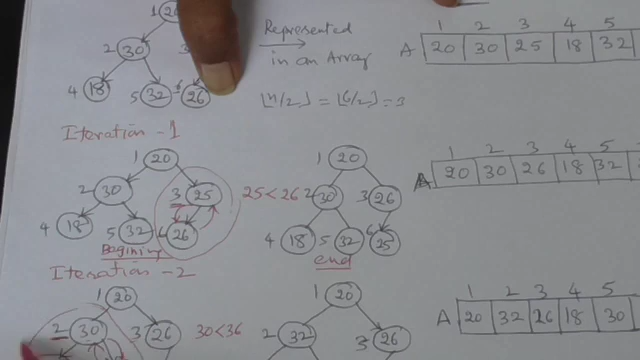 1 20
2 30 3
4 18 5 32 6 26
Represented
in an Array
⌊n/2⌋ = ⌊6/2⌋ = 3
1 2 3 4 5
A 20 30 25 18 32
Iteration - 1
1 20
2 30 3 25
4 18 5 32 6 26
Begining
25 < 26
1 20
2 30 3 26
4 18 5 32 6 25
end
1 2 3 4 5
A 20 30 26 18 32
Iteration - 2
1 20
2 30 3 26
30 < 36
1 20
2 32 3 26
1 2 3 4 5
A 20 32 26 18 30